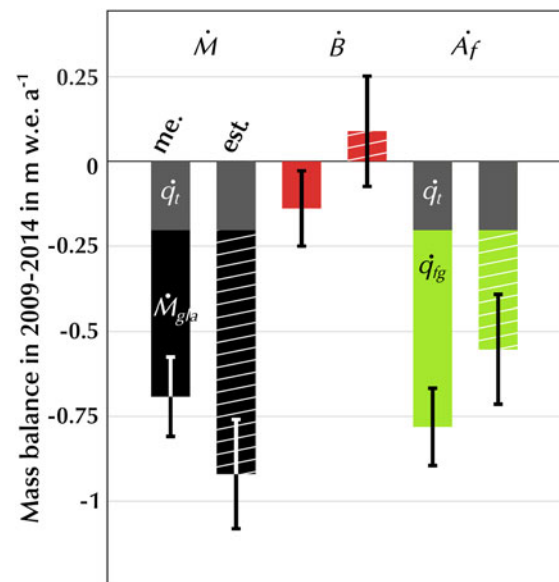 Ṁ Ḃ Ȧf
Mass balance in 2009-2014 in m w.e. a⁻¹
0.25
me. est.
0
q̇t q̇t
-0.25
q̇fg
Ṁgla
-0.5
-0.75
-1